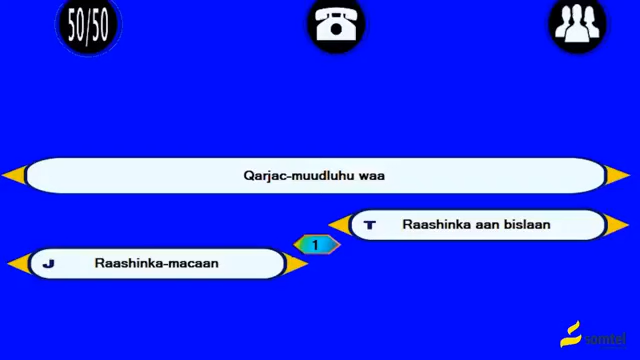 50/50
Qarjac-muudluhu waa
T Raashinka aan bislaan
1
J Raashinka-macaan
somtel